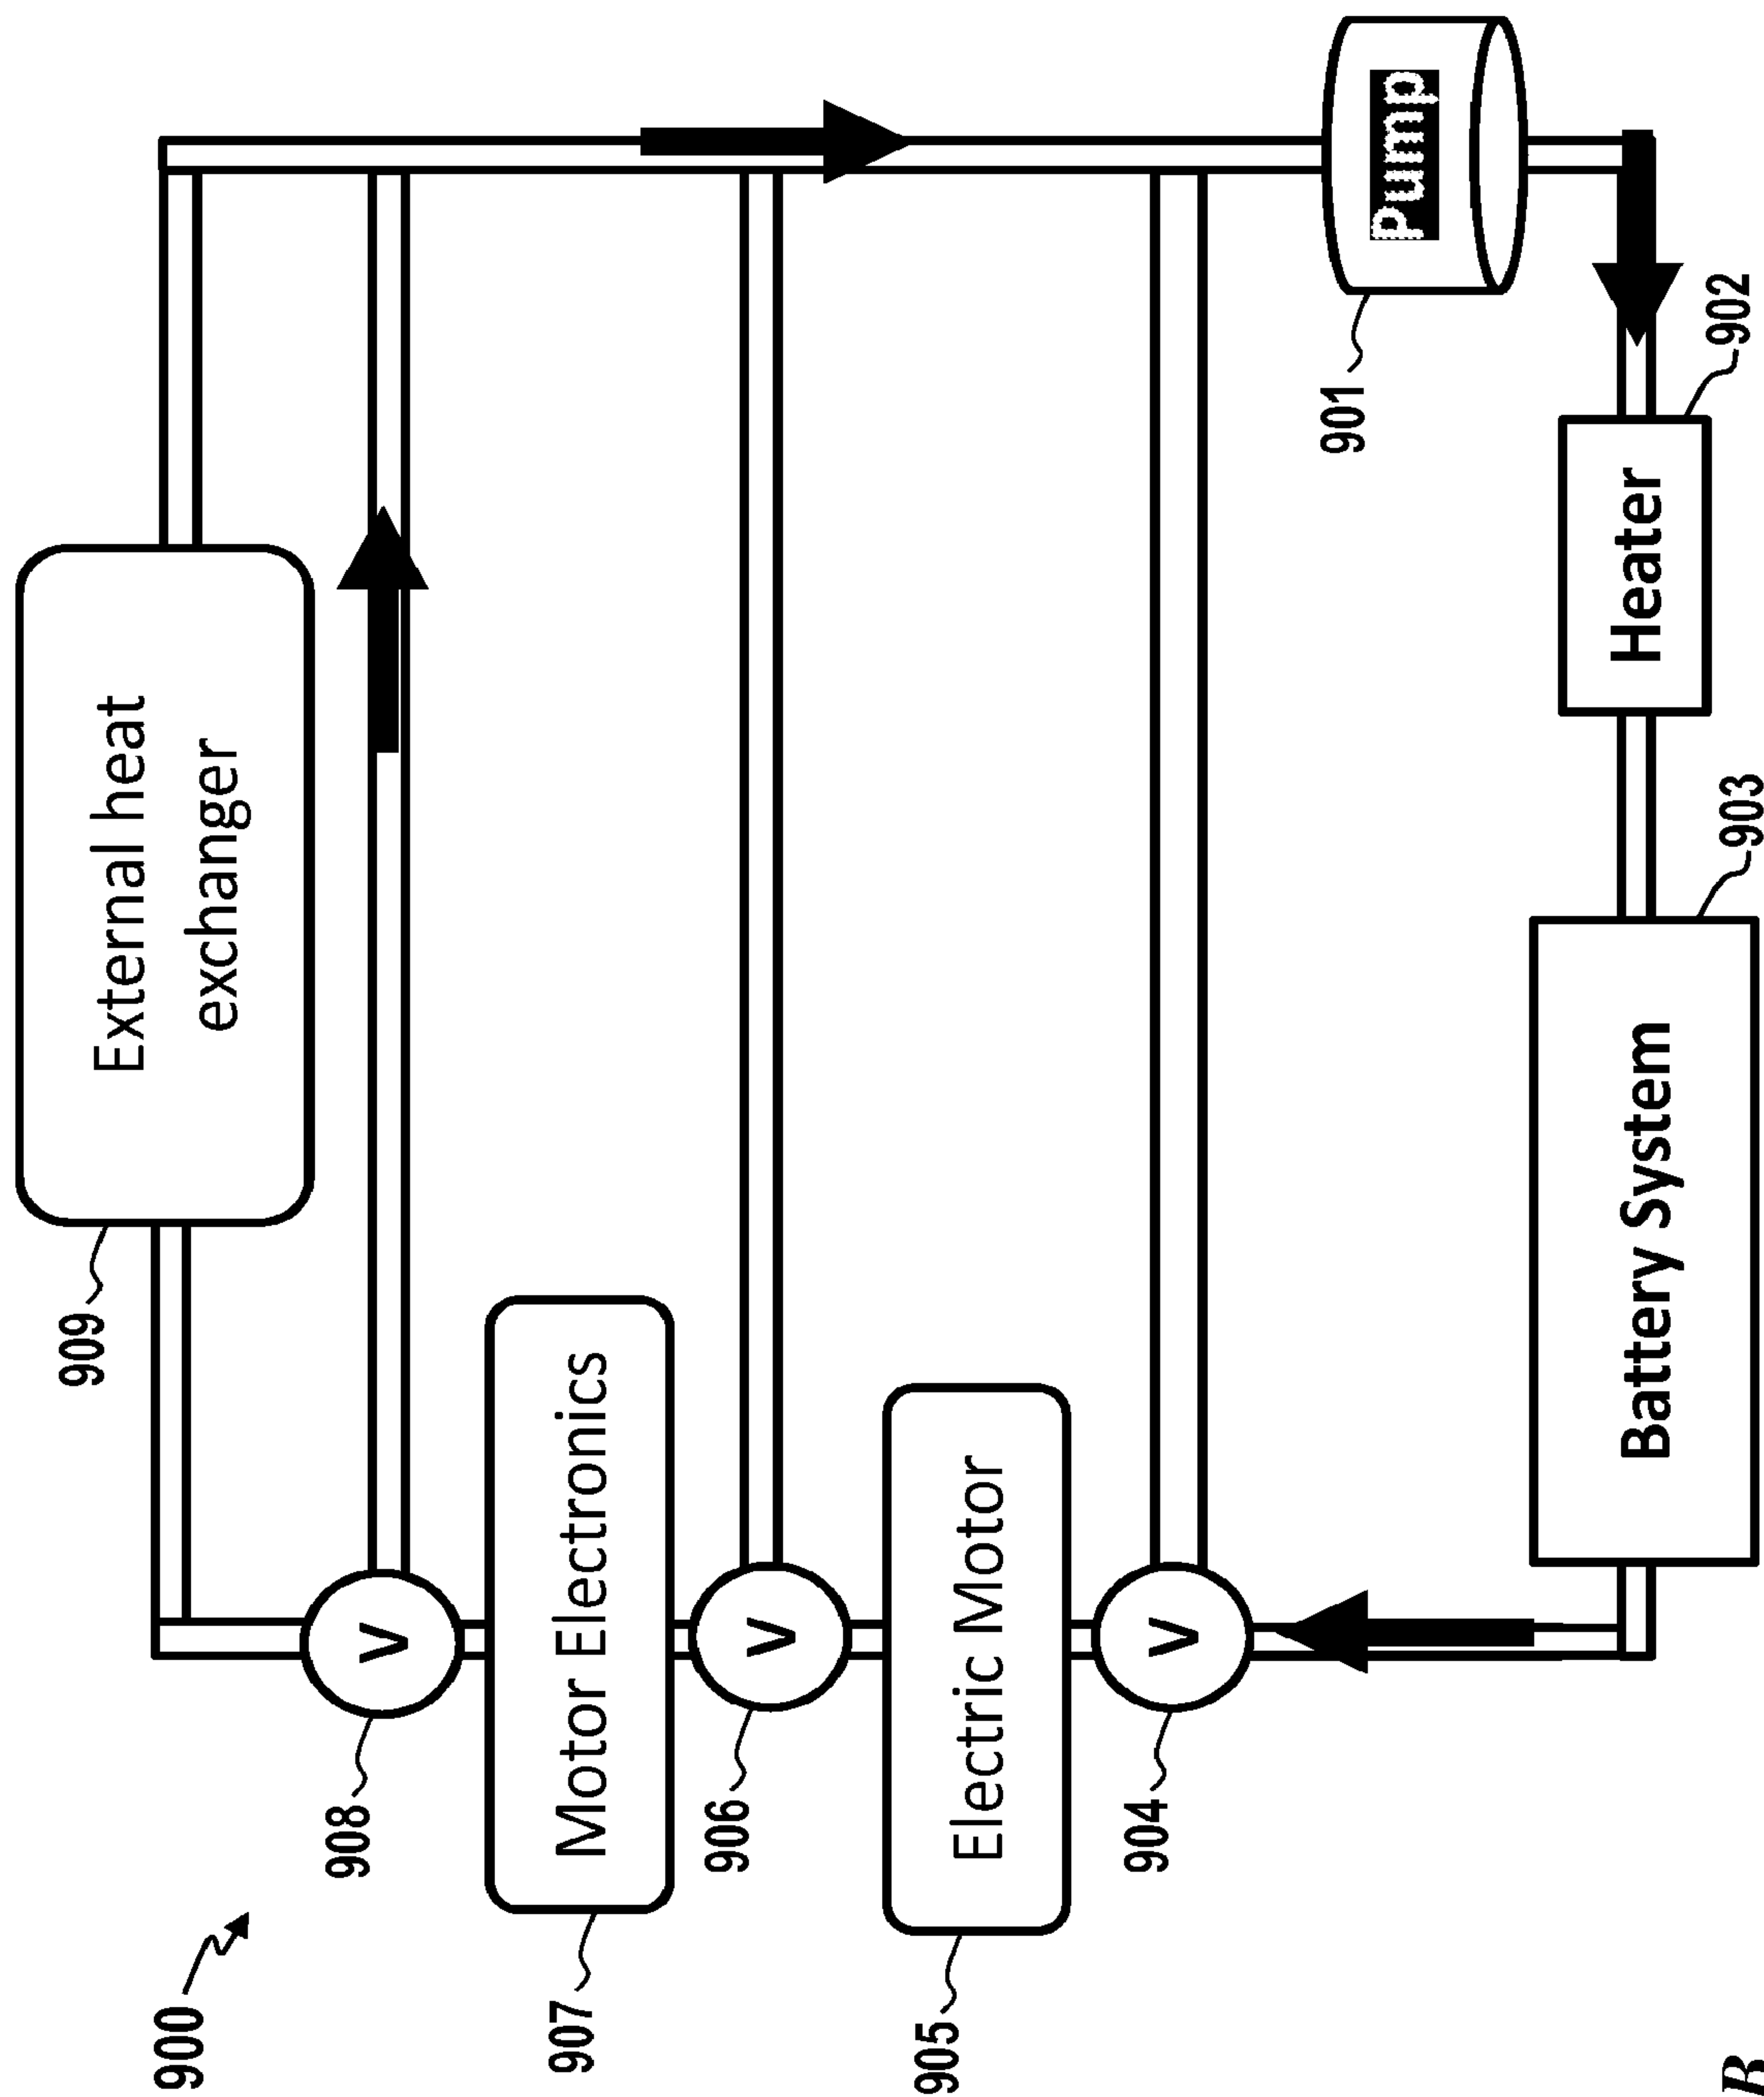 900
909
External heat
exchanger
908
V
907
Motor Electronics
906
V
905
Electric Motor
904
V
901
Pump
902
Heater
903
Battery System
B